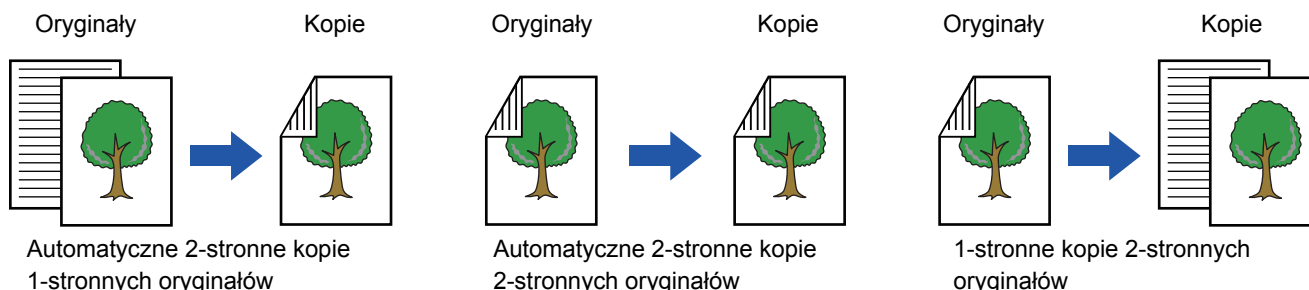 Oryginały Kopie Oryginały Kopie Oryginały Kopie
Automatyczne 2-stronne kopie
1-stronnych oryginałów
Automatyczne 2-stronne kopie
2-stronnych oryginałów
1-stronne kopie 2-stronnych
oryginałów